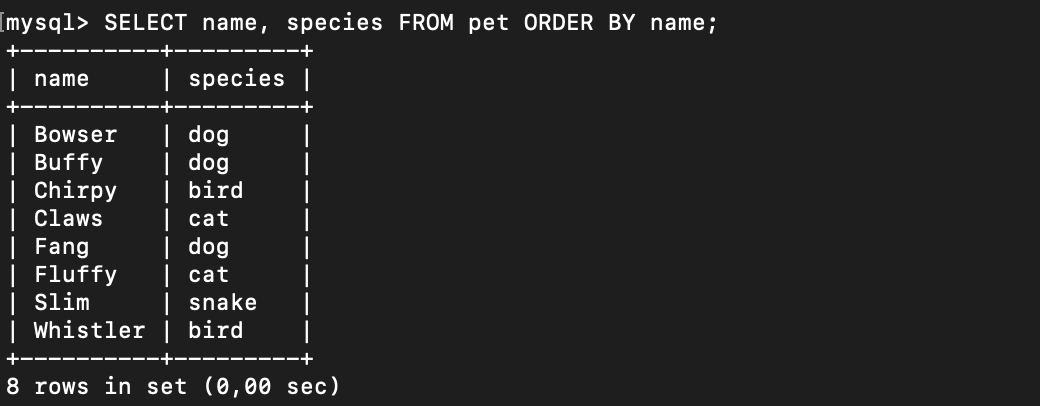 [mysql> SELECT name, species FROM pet ORDER BY name;
+----------+---------+
| name     | species |
+----------+---------+
| Bowser   | dog     |
| Buffy    | dog     |
| Chirpy   | bird    |
| Claws    | cat     |
| Fang     | dog     |
| Fluffy   | cat     |
| Slim     | snake   |
| Whistler | bird    |
+----------+---------+
8 rows in set (0,00 sec)